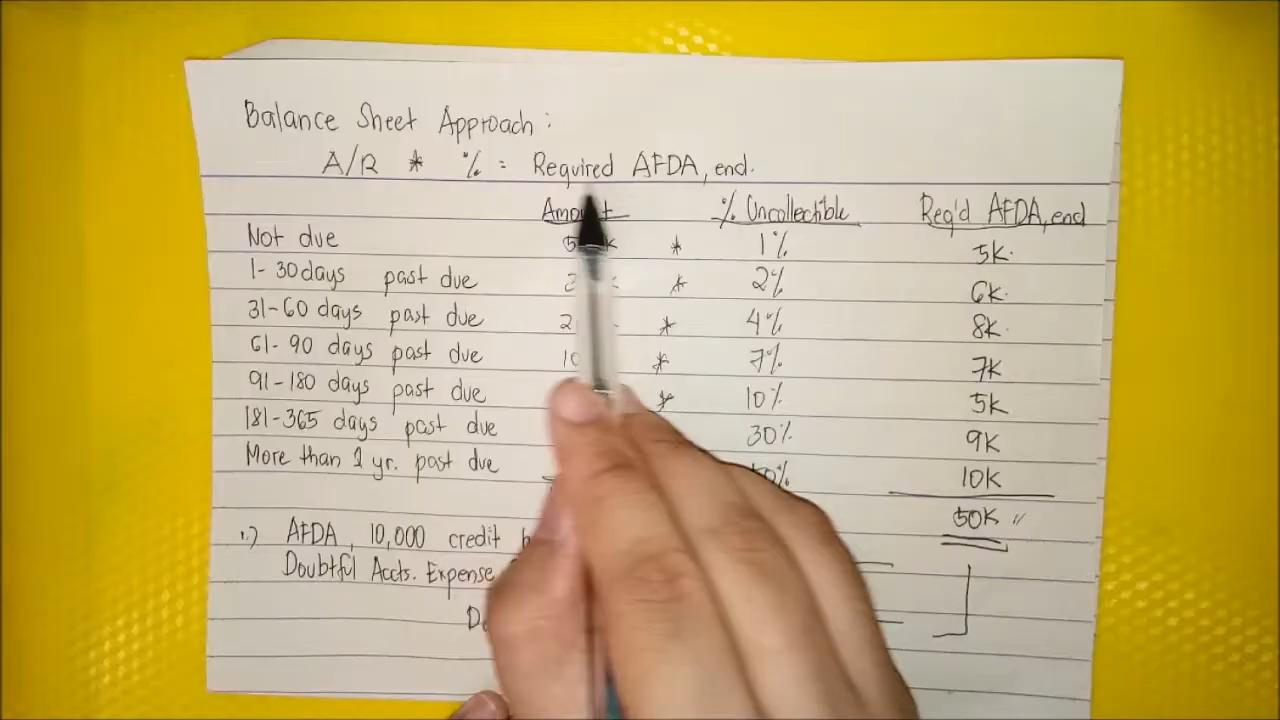 Balance Sheet Approach:
A/R * % = Required AFDA, end.
Amount % Uncollectible Req'd AFDA, end
Not due * 1% 5K
1-30 days past due * 2% 6K
31-60 days past due * 4% 8K
61-90 days past due * 7% 7K
91-180 days past due * 10% 5K
181-365 days past due 30% 9K
More than 1 yr. past due 10K
50K
AFDA, 10,000 credit
Doubtful Accts. Expense